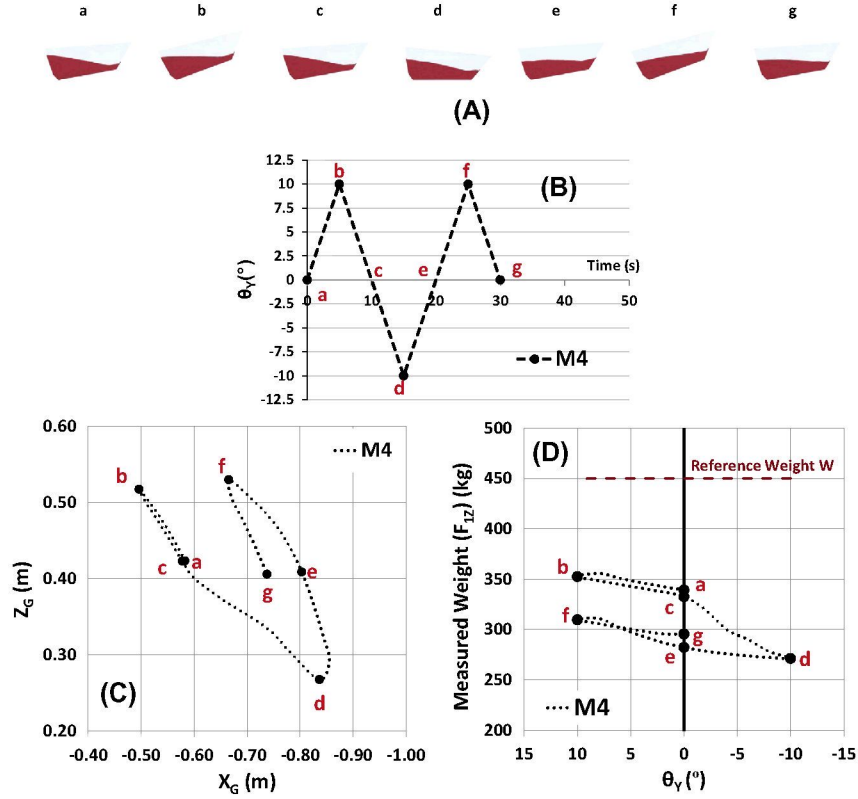 a b c d e f g
(A)
12.5
10
7.5
5
2.5
0
-2.5
-5
-7.5
-10
-12.5
θY(°)
b f
(B)
c e g
a
d
Time (s)
0 10 20 30 40 50
M4
0.60
0.50
0.40
0.30
0.20
ZG (m)
M4
b
f
c a
e
g
d
(C)
-0.40 -0.50 -0.60 -0.70 -0.80 -0.90 -1.00
XG (m)
500
450
400
350
300
250
200
Measured Weight (F1Z) (kg)
(D)
Reference Weight W
b
a
c
f
g
e
d
M4
15 10 5 0 -5 -10 -15
θY (°)